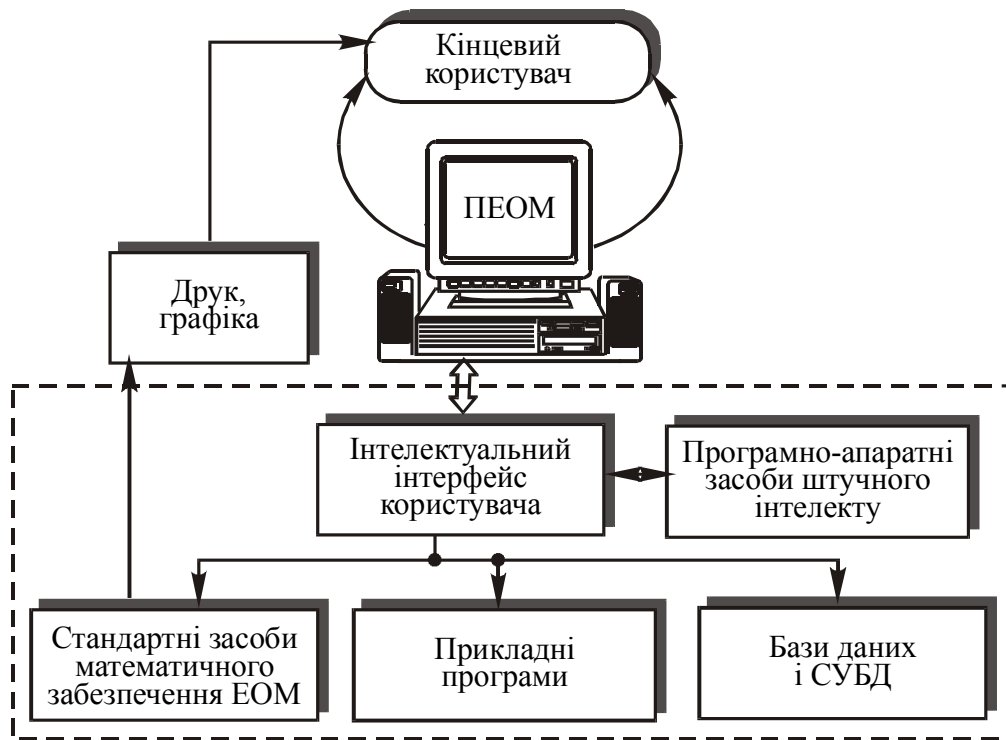 Кінцевий
користувач
ПЕОМ
Друк,
графіка
Інтелектуальний
інтерфейс
користувача
Програмно-апаратні
засоби штучного
інтелекту
Стандартні засоби
математичного
забезпечення ЕОМ
Прикладні
програми
Бази даних
і СУБД